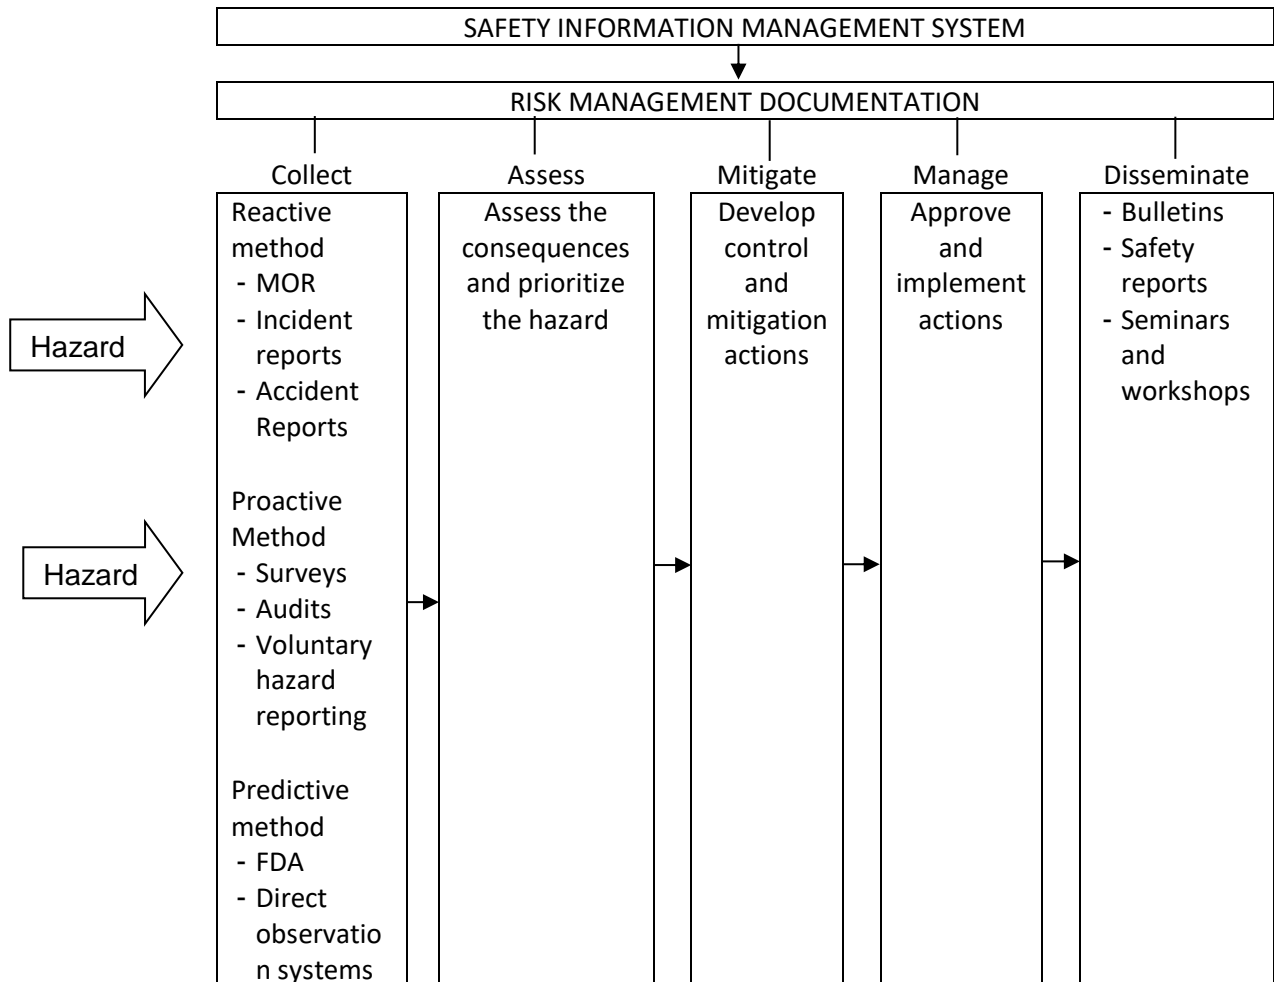 SAFETY INFORMATION MANAGEMENT SYSTEM
RISK MANAGEMENT DOCUMENTATION
Collect
Reactive
method
- MOR
- Incident
reports
- Accident
Reports
Proactive
Method
- Surveys
- Audits
- Voluntary
hazard
reporting
Predictive
method
- FDA
- Direct
observatio
n systems
Assess
Assess the
consequences
and prioritize
the hazard
Mitigate
Develop
control
and
mitigation
actions
Manage
Approve
and
implement
actions
Disseminate
- Bulletins
- Safety
reports
- Seminars
and
workshops
Hazard
Hazard